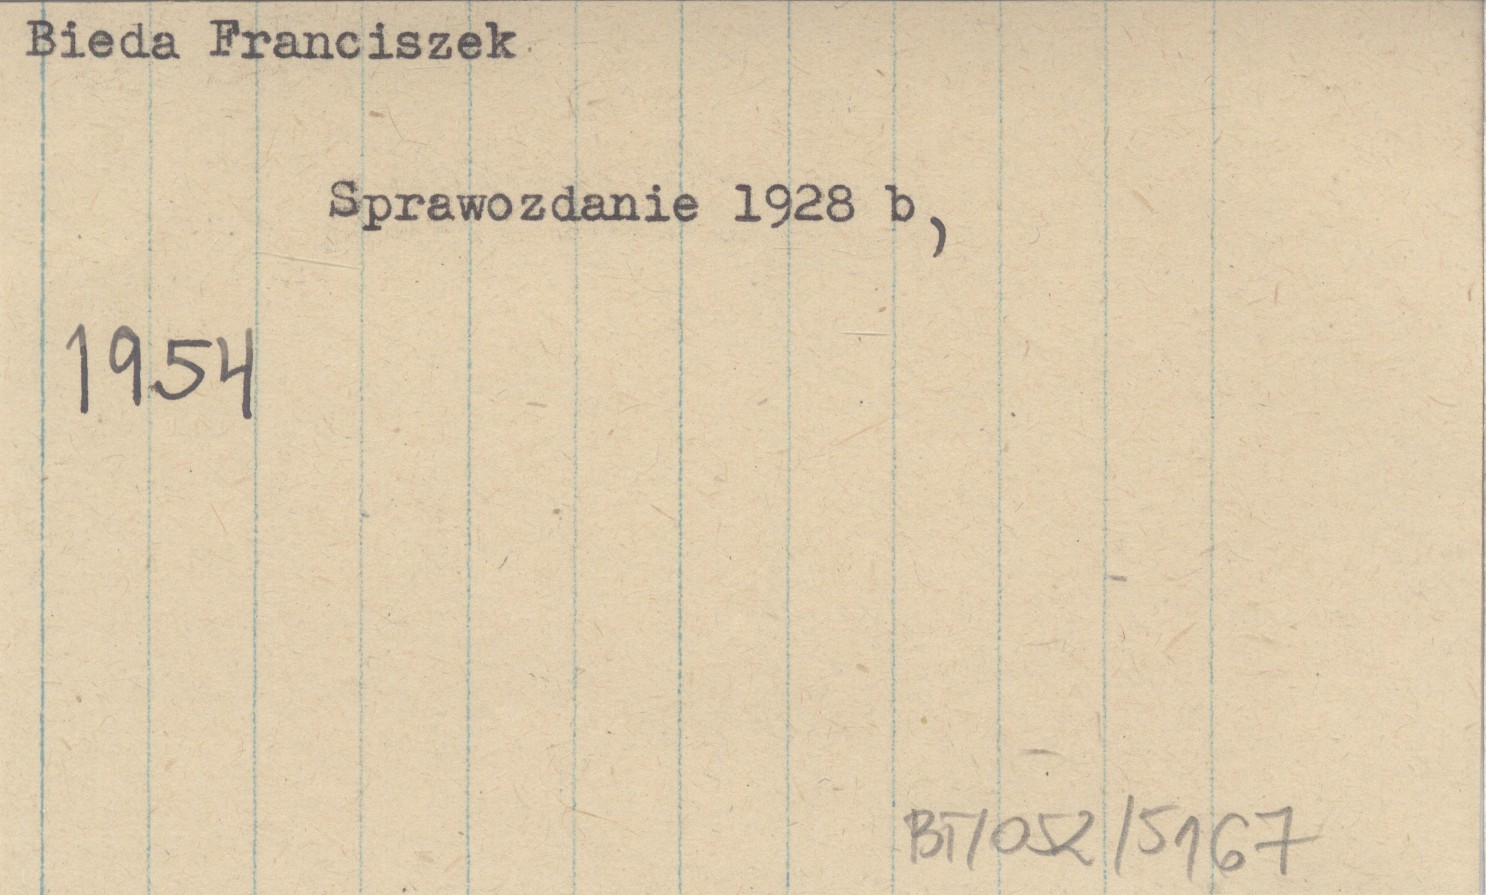 Bieda Franciszek
Sprawozdanie 1928 b,
1954
BT/052/5167